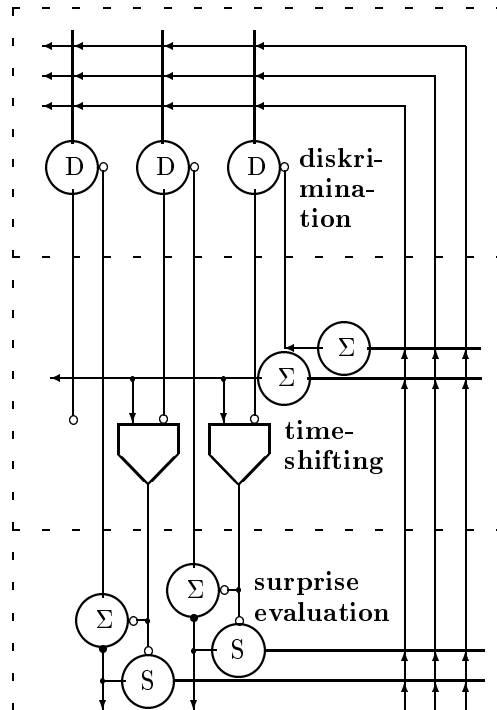 D D D
diskri-
mina-
tion
Σ
Σ
time-
shifting
surprise
evaluation
Σ
Σ
S
S